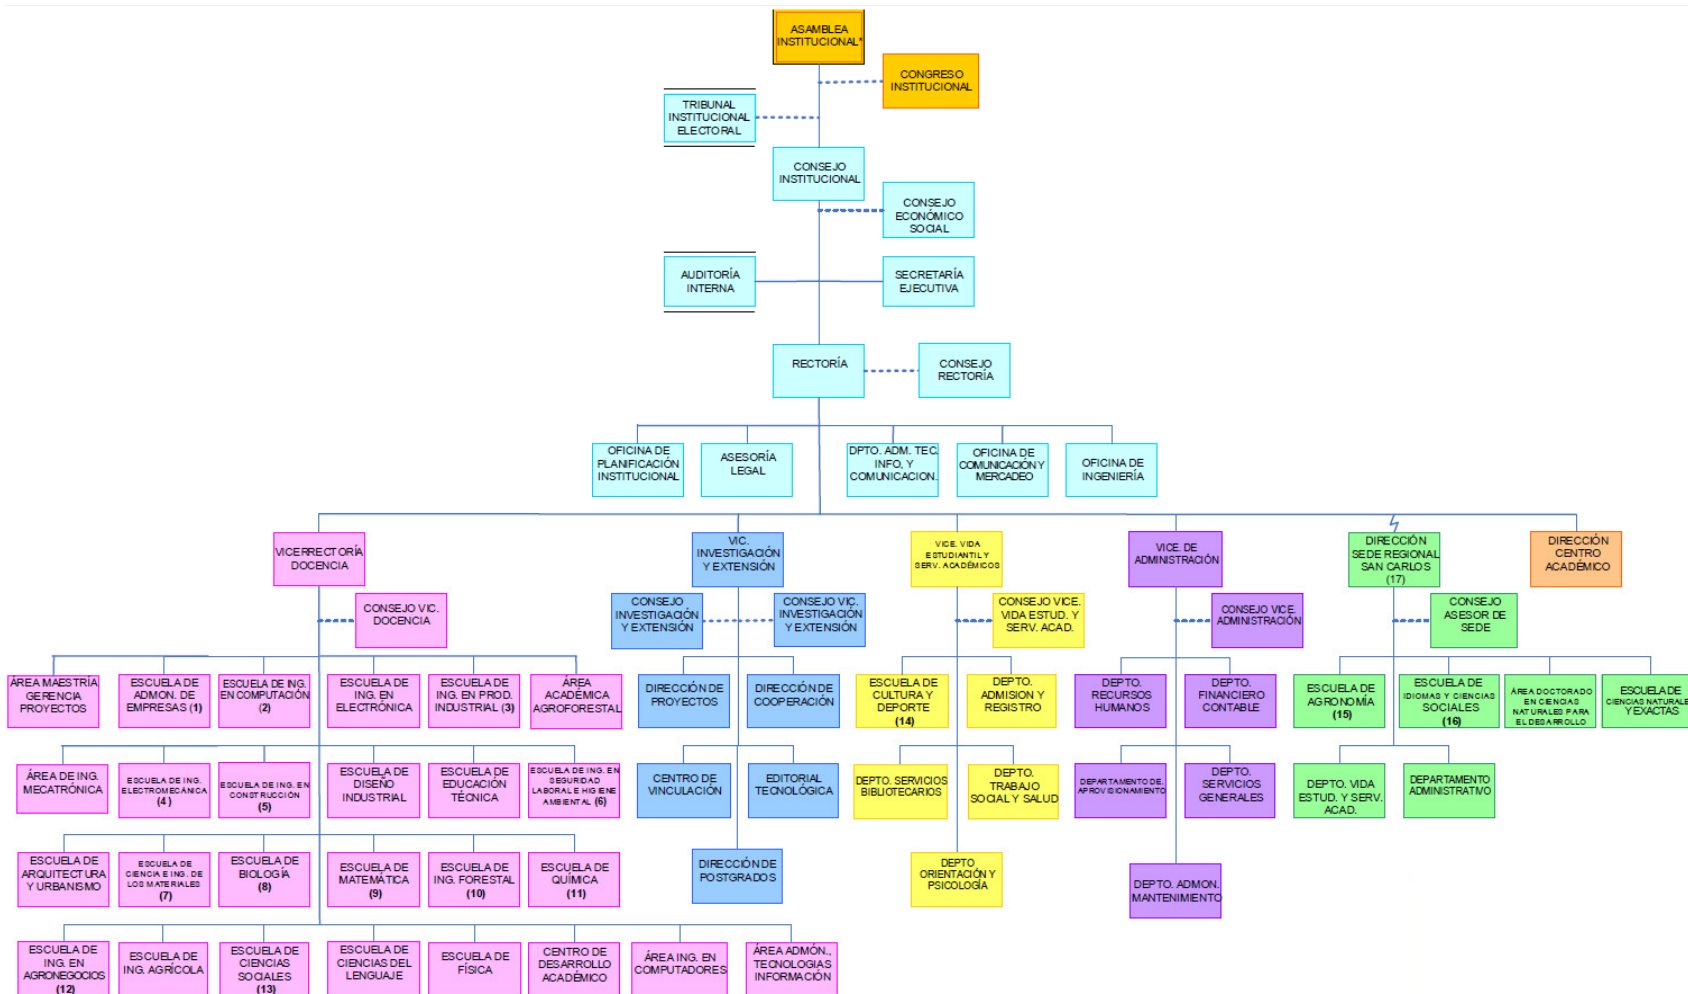 ASAMBLEA
INSTITUCIONAL*
CONGRESO
INSTITUCIONAL
TRIBUNAL
INSTITUCIONAL
ELECTORAL
CONSEJO
INSTITUCIONAL
CONSEJO
ECONÓMICO
SOCIAL
AUDITORÍA
INTERNA
SECRETARÍA
EJECUTIVA
RECTORÍA
CONSEJO
RECTORÍA
OFICINA DE
PLANIFICACIÓN
INSTITUCIONAL
ASESORÍA
LEGAL
DPTO. ADM. TEC.
INFO, Y
COMUNICACION.
OFICINA DE
COMUNICACIÓN Y
MERCADEO
OFICINA DE
INGENIERÍA
VICERRECTORÍA
DOCENCIA
VIC.
INVESTIGACIÓN
Y EXTENSIÓN
VICE. VIDA
ESTUDIANTIL Y
SERV. ACADÉMICOS
VICE. DE
ADMINISTRACIÓN
DIRECCIÓN
SEDE REGIONAL
SAN CARLOS
(17)
DIRECCIÓN
CENTRO
ACADÉMICO
CONSEJO VIC.
DOCENCIA
CONSEJO
INVESTIGACIÓN
Y EXTENSIÓN
CONSEJO VIC.
INVESTIGACIÓN
Y EXTENSIÓN
CONSEJO VICE.
VIDA ESTUD. Y
SERV. ACAD.
CONSEJO VICE.
ADMINISTRACIÓN
CONSEJO
ASESOR DE
SEDE
ÁREA MAESTRÍA
GERENCIA
PROYECTOS
ESCUELA DE
ADMON. DE
EMPRESAS (1)
ESCUELA DE ING.
EN COMPUTACIÓN
(2)
ESCUELA DE
ING. EN
ELECTRÓNICA
ESCUELA DE
ING. EN PROD.
INDUSTRIAL (3)
ÁREA
ACADÉMICA
AGROFORESTAL
DIRECCIÓN DE
PROYECTOS
DIRECCIÓN DE
COOPERACIÓN
ESCUELA DE
CULTURA Y
DEPORTE
(14)
DEPTO.
ADMISION Y
REGISTRO
DEPTO.
RECURSOS
HUMANOS
DEPTO.
FINANCIERO
CONTABLE
ESCUELA DE
AGRONOMÍA
(15)
ESCUELA DE
IDIOMAS Y CIENCIAS
SOCIALES
(16)
ÁREA DOCTORADO
EN CIENCIAS
NATURALES PARA
EL DESARROLLO
ESCUELA DE
CIENCIAS NATURALE
Y EXACTAS
ÁREA DE ING.
MECATRÓNICA
ESCUELA DE ING.
ELECTROMECÁNICA
(4)
ESCUELA DE ING. EN
CONSTRUCCIÓN
(5)
ESCUELA DE
DISEÑO
INDUSTRIAL
ESCUELA DE
EDUCACIÓN
TÉCNICA
ESCUELA DE ING. EN
SEGURIDAD
LABORAL E HIGIENE
AMBIENTAL (6)
CENTRO DE
VINCULACIÓN
EDITORIAL
TECNOLÓGICA
DEPTO. SERVICIOS
BIBLIOTECARIOS
DEPTO.
TRABAJO
SOCIAL Y SALUD
DEPARTAMENTO DE.
APROVISIONAMIENTO
DEPTO.
SERVICIOS
GENERALES
DEPTO. VIDA
ESTUD. Y SERV.
ACAD.
DEPARTAMENTO
ADMINISTRATIVO
ESCUELA DE
ARQUITECTURA
Y URBANISMO
ESCUELA DE
CIENCIA E ING. DE
LOS MATERIALES
(7)
ESCUELA DE
BIOLOGÍA
(8)
ESCUELA DE
MATEMÁTICA
(9)
ESCUELA DE
ING. FORESTAL
(10)
ESCUELA DE
QUÍMICA
(11)
DIRECCIÓN DE
POSTGRADOS
DEPTO
ORIENTACIÓN Y
PSICOLOGÍA
DEPTO. ADMON.
MANTENIMIENTO
ESCUELA DE
ING. EN
AGRONEGOCIOS
(12)
ESCUELA DE
ING. AGRÍCOLA
ESCUELA DE
CIENCIAS
SOCIALES
(13)
ESCUELA DE
CIENCIAS DEL
LENGUAJE
ESCUELA DE
FÍSICA
CENTRO DE
DESARROLLO
ACADÉMICO
ÁREA ING. EN
COMPUTADORES
ÁREA ADMÓN.,
TECNOLOGIAS
INFORMACIÓN